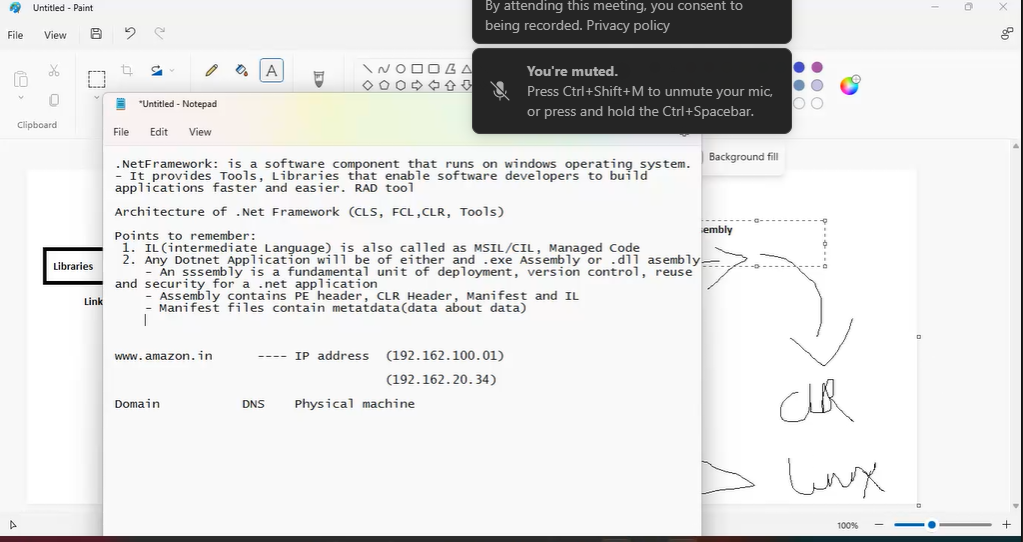 Untitled - Paint
By attending this meeting, you consent to
being recorded. Privacy policy
File View
You're muted.
Press Ctrl+Shift+M to unmute your mic,
or press and hold the Ctrl+Spacebar.
A
Clipboard
*Untitled - Notepad
File Edit View
Background fill
.NetFramework: is a software component that runs on windows operating system.
- It provides Tools, Libraries that enable software developers to build
applications faster and easier. RAD tool
Architecture of .Net Framework (CLS, FCL,CLR, Tools)
Points to remember:
1. IL(intermediate Language) is also called as MSIL/CIL, Managed Code
2. Any Dotnet Application will be of either and .exe Assembly or .dll asembly
- An sssembly is a fundamental unit of deployment, version control, reuse
and security for a .net application
- Assembly contains PE header, CLR Header, Manifest and IL
- Manifest files contain metatdata(data about data)
www.amazon.in ---- IP address (192.162.100.01)
(192.162.20.34)
Domain DNS Physical machine
Libraries
Link
sembly
CLR
Linux
100%